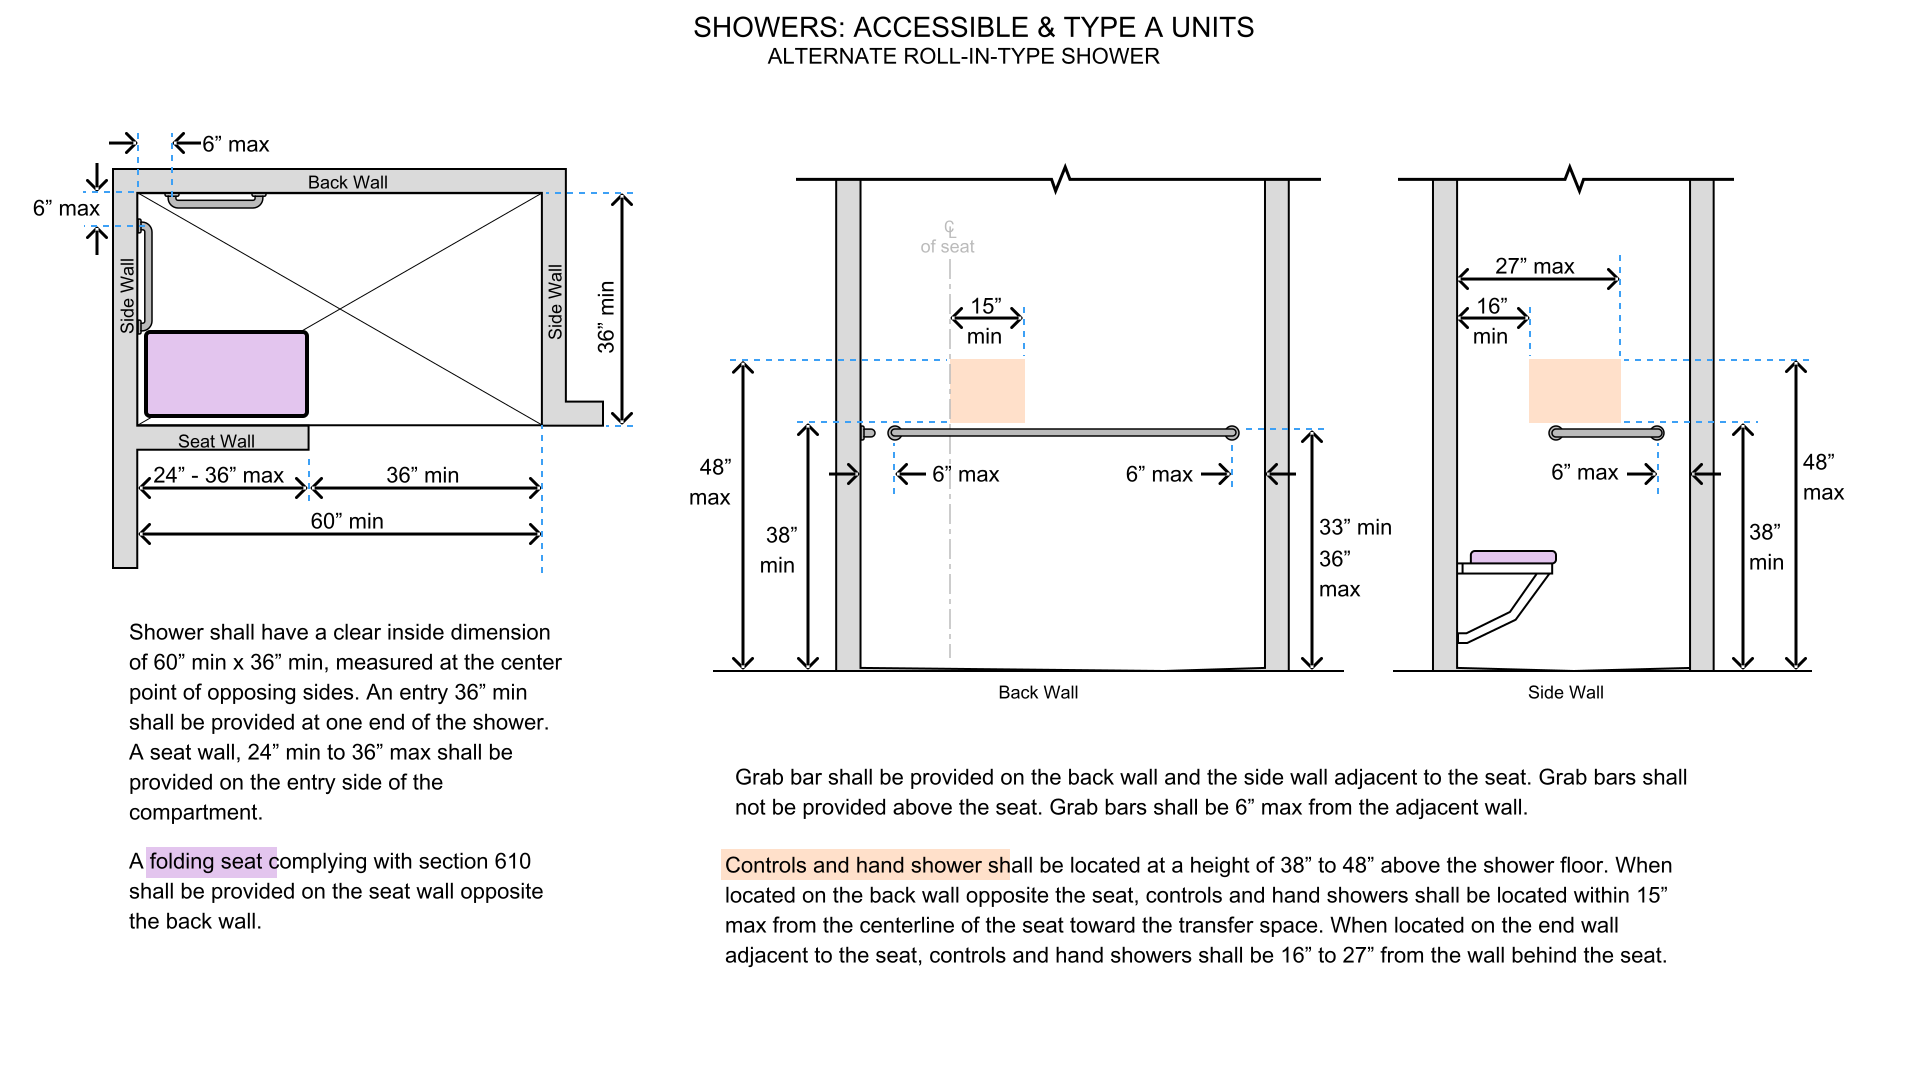 SHOWERS: ACCESSIBLE & TYPE A UNITS
ALTERNATE ROLL-IN-TYPE SHOWER
6” max
Back Wall
6” max
Side Wall
Side Wall
36” min
Seat Wall
24” - 36” max
36” min
60” min
Shower shall have a clear inside dimension
of 60” min x 36” min, measured at the center
point of opposing sides. An entry 36” min
shall be provided at one end of the shower.
A seat wall, 24” min to 36” max shall be
provided on the entry side of the
compartment.
A folding seat complying with section 610
shall be provided on the seat wall opposite
the back wall.
℄
of seat
15”
min
48”
max
38”
min
6” max
6” max
33” min
36”
max
Back Wall
27” max
16”
min
6” max
48”
max
38”
min
Side Wall
Grab bar shall be provided on the back wall and the side wall adjacent to the seat. Grab bars shall
not be provided above the seat. Grab bars shall be 6” max from the adjacent wall.
Controls and hand shower shall be located at a height of 38” to 48” above the shower floor. When
located on the back wall opposite the seat, controls and hand showers shall be located within 15”
max from the centerline of the seat toward the transfer space. When located on the end wall
adjacent to the seat, controls and hand showers shall be 16” to 27” from the wall behind the seat.